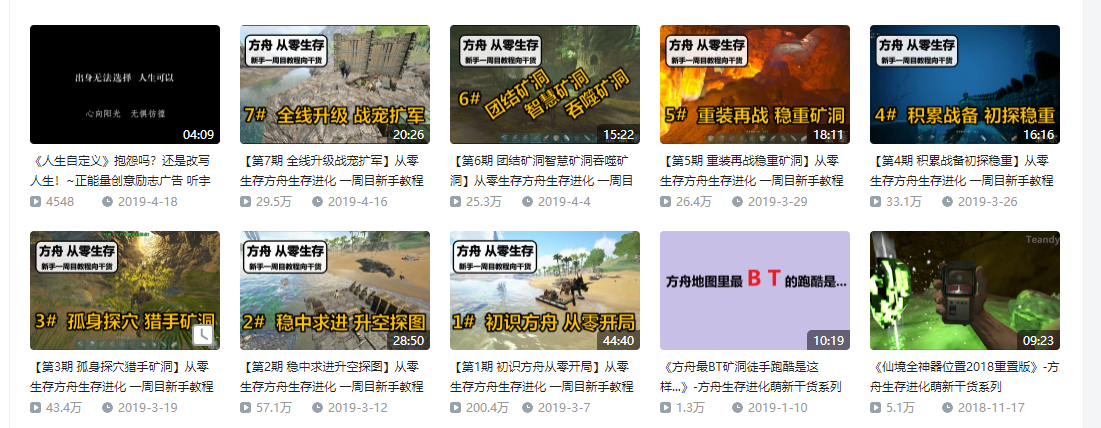 出身无法选择 人生可以
心向阳光 无惧彷徨
04:09
方舟 从零生存
新手一周目教程向干货
7# 全线升级 战宠扩军
20:26
方舟 从零生存
新手一周目教程向干货
6# 团结矿洞
智慧矿洞
吞噬矿洞
15:22
方舟 从零生存
新手一周目教程向干货
5# 重装再战 稳重矿洞
18:11
方舟 从零生存
新手一周目教程向干货
4# 积累战备 初探稳重
16:16
《人生自定义》抱怨吗？还是改写
人生！~正能量创意励志广告 听宇
4548 2019-4-18
【第7期 全线升级战宠扩军】从零
生存方舟生存进化 一周目新手教程
29.5万 2019-4-16
【第6期 团结矿洞智慧矿洞吞噬矿
洞】从零生存方舟生存进化 一周目
25.3万 2019-4-4
【第5期 重装再战稳重矿洞】从零
生存方舟生存进化 一周目新手教程
26.4万 2019-3-29
【第4期 积累战备初探稳重】从零
生存方舟生存进化 一周目新手教程
33.1万 2019-3-26
方舟 从零生存
新手一周目教程向干货
3# 孤身探穴 猎手矿洞
方舟 从零生存
新手一周目教程向干货
2# 稳中求进 升空探图
28:50
方舟 从零生存
新手一周目教程向干货
1# 初识方舟 从零开局
44:40
方舟地图里最BT的跑酷是...
10:19
Teandy
09:23
【第3期 孤身探穴猎手矿洞】从零
生存方舟生存进化 一周目新手教程
43.4万 2019-3-19
【第2期 稳中求进升空探图】从零
生存方舟生存进化 一周目新手教程
57.1万 2019-3-12
【第1期 初识方舟从零开局】从零
生存方舟生存进化 一周目新手教程
200.4万 2019-3-7
《方舟最BT矿洞徒手跑酷是这
样...》-方舟生存进化萌新干货系列
1.3万 2019-1-10
《仙境全神器位置2018重置版》-方
舟生存进化萌新干货系列
5.1万 2018-11-17